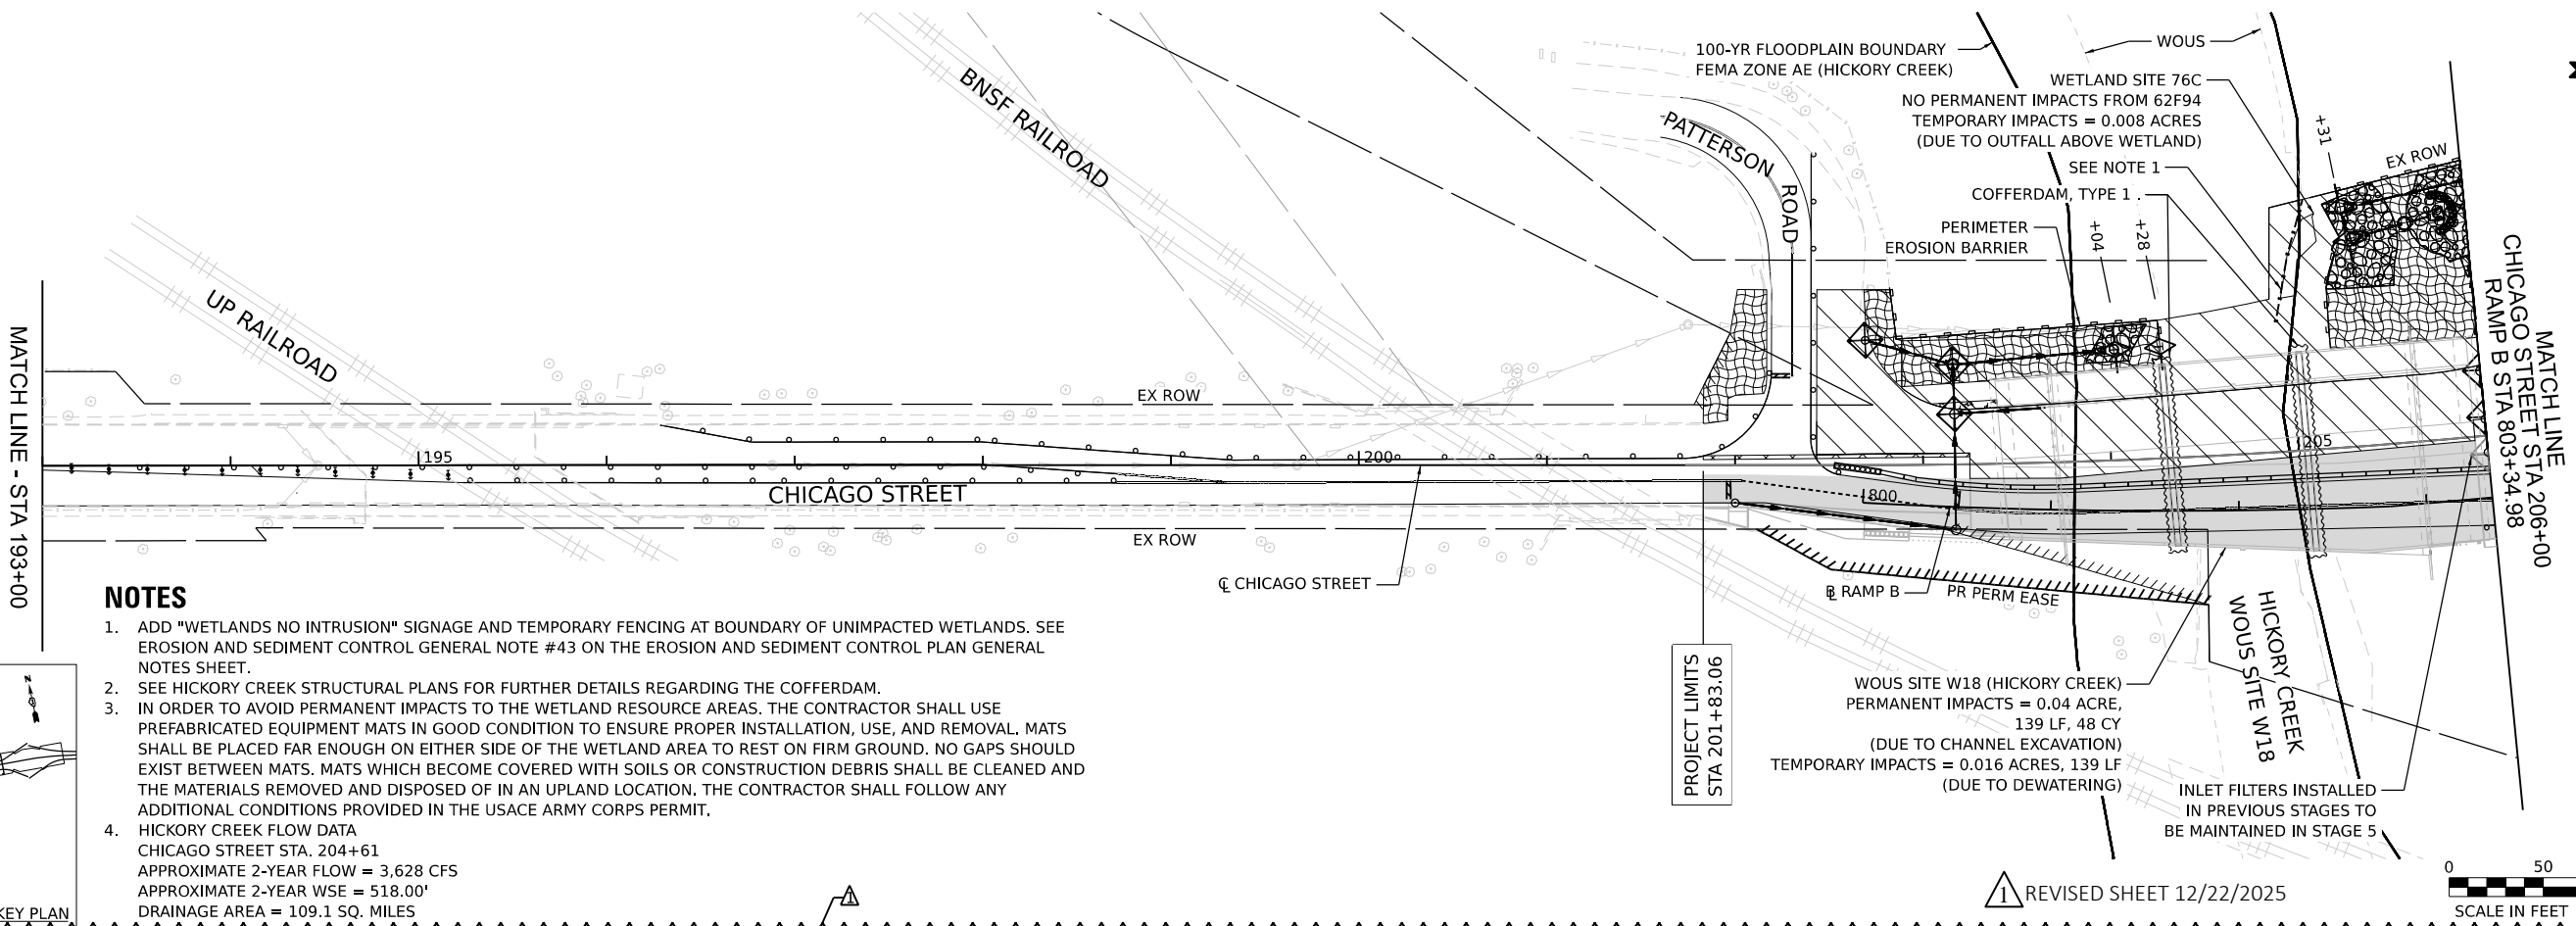 MATCH LINE - STA 193+00
UP RAILROAD
BNSF RAILROAD
PATTERSON
ROAD
100-YR FLOODPLAIN BOUNDARY
FEMA ZONE AE (HICKORY CREEK)
WOUS
WETLAND SITE 76C
NO PERMANENT IMPACTS FROM 62F94
TEMPORARY IMPACTS = 0.008 ACRES
(DUE TO OUTFALL ABOVE WETLAND)
SEE NOTE 1
COFFERDAM, TYPE 1
PERIMETER
EROSION BARRIER
+04
+28
+31
EX ROW
MATCH LINE
CHICAGO STREET STA 206+00
RAMP B STA 803+34.98
EX ROW
195
200
205
800
CHICAGO STREET
EX ROW
℄ CHICAGO STREET
B RAMP B
PR PERM EASE
PROJECT LIMITS
STA 201+83.06
HICKORY CREEK
WOUS SITE W18
WOUS SITE W18 (HICKORY CREEK)
PERMANENT IMPACTS = 0.04 ACRE,
139 LF, 48 CY
(DUE TO CHANNEL EXCAVATION)
TEMPORARY IMPACTS = 0.016 ACRES, 139 LF
(DUE TO DEWATERING)
INLET FILTERS INSTALLED
IN PREVIOUS STAGES TO
BE MAINTAINED IN STAGE 5
NOTES
1. ADD "WETLANDS NO INTRUSION" SIGNAGE AND TEMPORARY FENCING AT BOUNDARY OF UNIMPACTED WETLANDS. SEE
EROSION AND SEDIMENT CONTROL GENERAL NOTE #43 ON THE EROSION AND SEDIMENT CONTROL PLAN GENERAL
NOTES SHEET.
2. SEE HICKORY CREEK STRUCTURAL PLANS FOR FURTHER DETAILS REGARDING THE COFFERDAM.
3. IN ORDER TO AVOID PERMANENT IMPACTS TO THE WETLAND RESOURCE AREAS. THE CONTRACTOR SHALL USE
PREFABRICATED EQUIPMENT MATS IN GOOD CONDITION TO ENSURE PROPER INSTALLATION, USE, AND REMOVAL. MATS
SHALL BE PLACED FAR ENOUGH ON EITHER SIDE OF THE WETLAND AREA TO REST ON FIRM GROUND. NO GAPS SHOULD
EXIST BETWEEN MATS. MATS WHICH BECOME COVERED WITH SOILS OR CONSTRUCTION DEBRIS SHALL BE CLEANED AND
THE MATERIALS REMOVED AND DISPOSED OF IN AN UPLAND LOCATION. THE CONTRACTOR SHALL FOLLOW ANY
ADDITIONAL CONDITIONS PROVIDED IN THE USACE ARMY CORPS PERMIT.
4. HICKORY CREEK FLOW DATA
CHICAGO STREET STA. 204+61
APPROXIMATE 2-YEAR FLOW = 3,628 CFS
APPROXIMATE 2-YEAR WSE = 518.00'
DRAINAGE AREA = 109.1 SQ. MILES
N
KEY PLAN
1
1 REVISED SHEET 12/22/2025
0 50
SCALE IN FEET